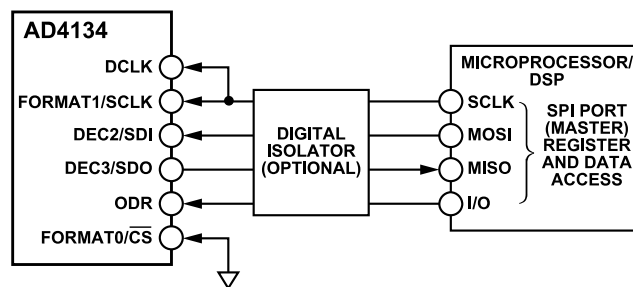 AD4134
DCLK
FORMAT1/SCLK
DEC2/SDI
DEC3/SDO
ODR
FORMAT0/CS
DIGITAL
ISOLATOR
(OPTIONAL)
MICROPROCESSOR/
DSP
SCLK
MOSI
MISO
I/O
SPI PORT
(MASTER)
REGISTER
AND DATA
ACCESS